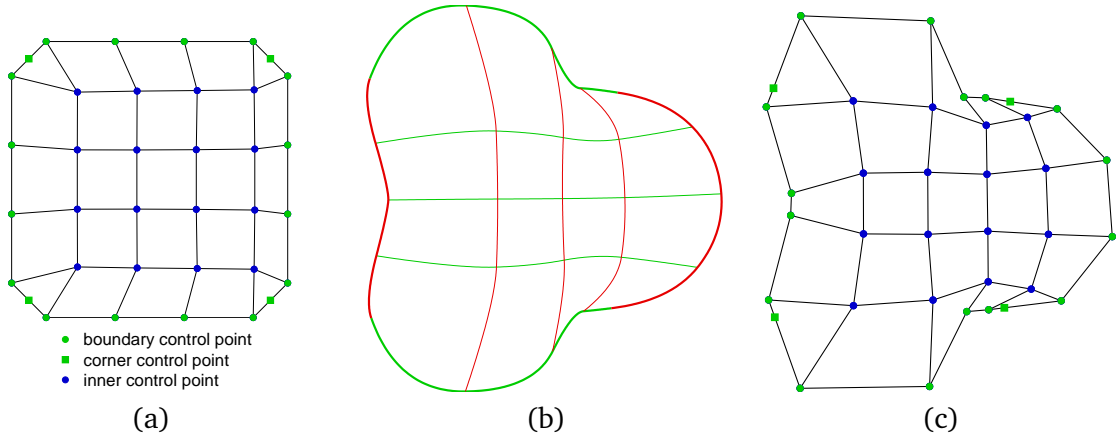 boundary control point
corner control point
inner control point
(a)
(b)
(c)